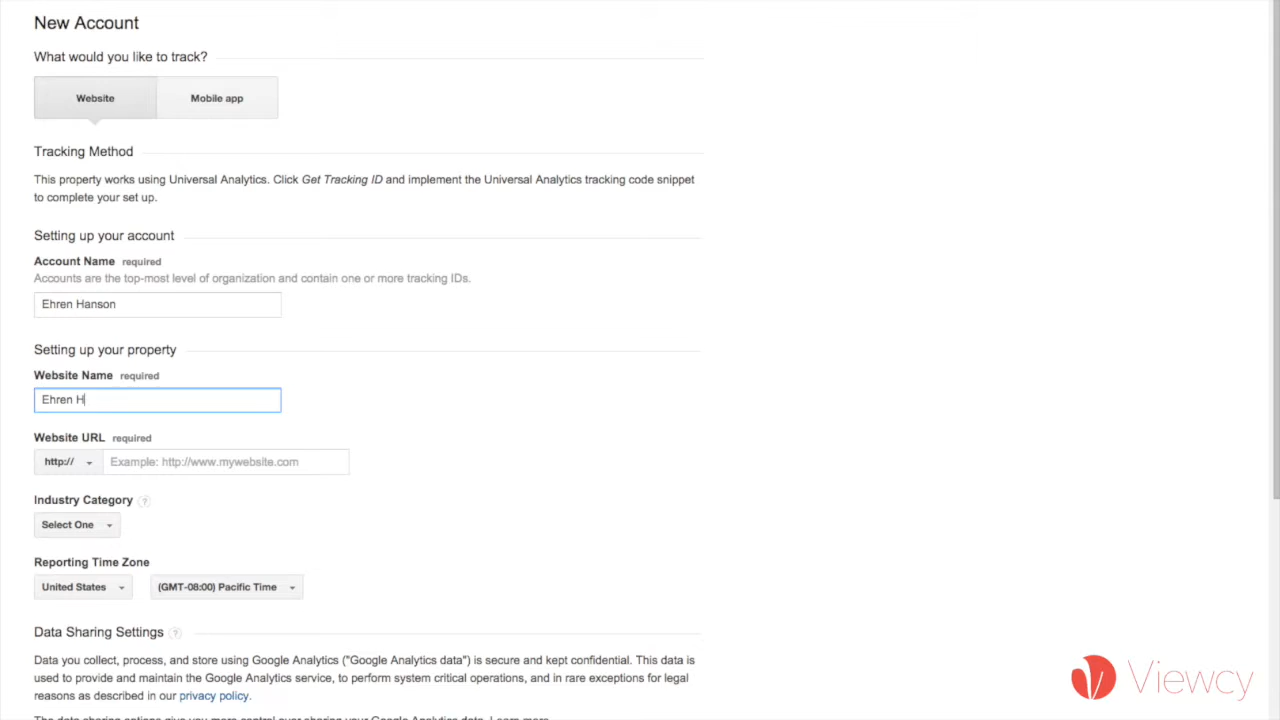 New Account
What would you like to track?
Website
Mobile app
Tracking Method
This property works using Universal Analytics. Click Get Tracking ID and implement the Universal Analytics tracking code snippet
to complete your set up.
Setting up your account
Account Name required
Accounts are the top-most level of organization and contain one or more tracking IDs.
Ehren Hanson
Setting up your property
Website Name required
Ehren H
Website URL required
http:// Example: http://www.mywebsite.com
Industry Category ?
Select One
Reporting Time Zone
United States (GMT-08:00) Pacific Time
Data Sharing Settings ?
Data you collect, process, and store using Google Analytics ("Google Analytics data") is secure and kept confidential. This data is
used to provide and maintain the Google Analytics service, to perform system critical operations, and in rare exceptions for legal
reasons as described in our privacy policy.
The data sharing options give you more control over sharing your Google Analytics data. Learn more
Viewcy